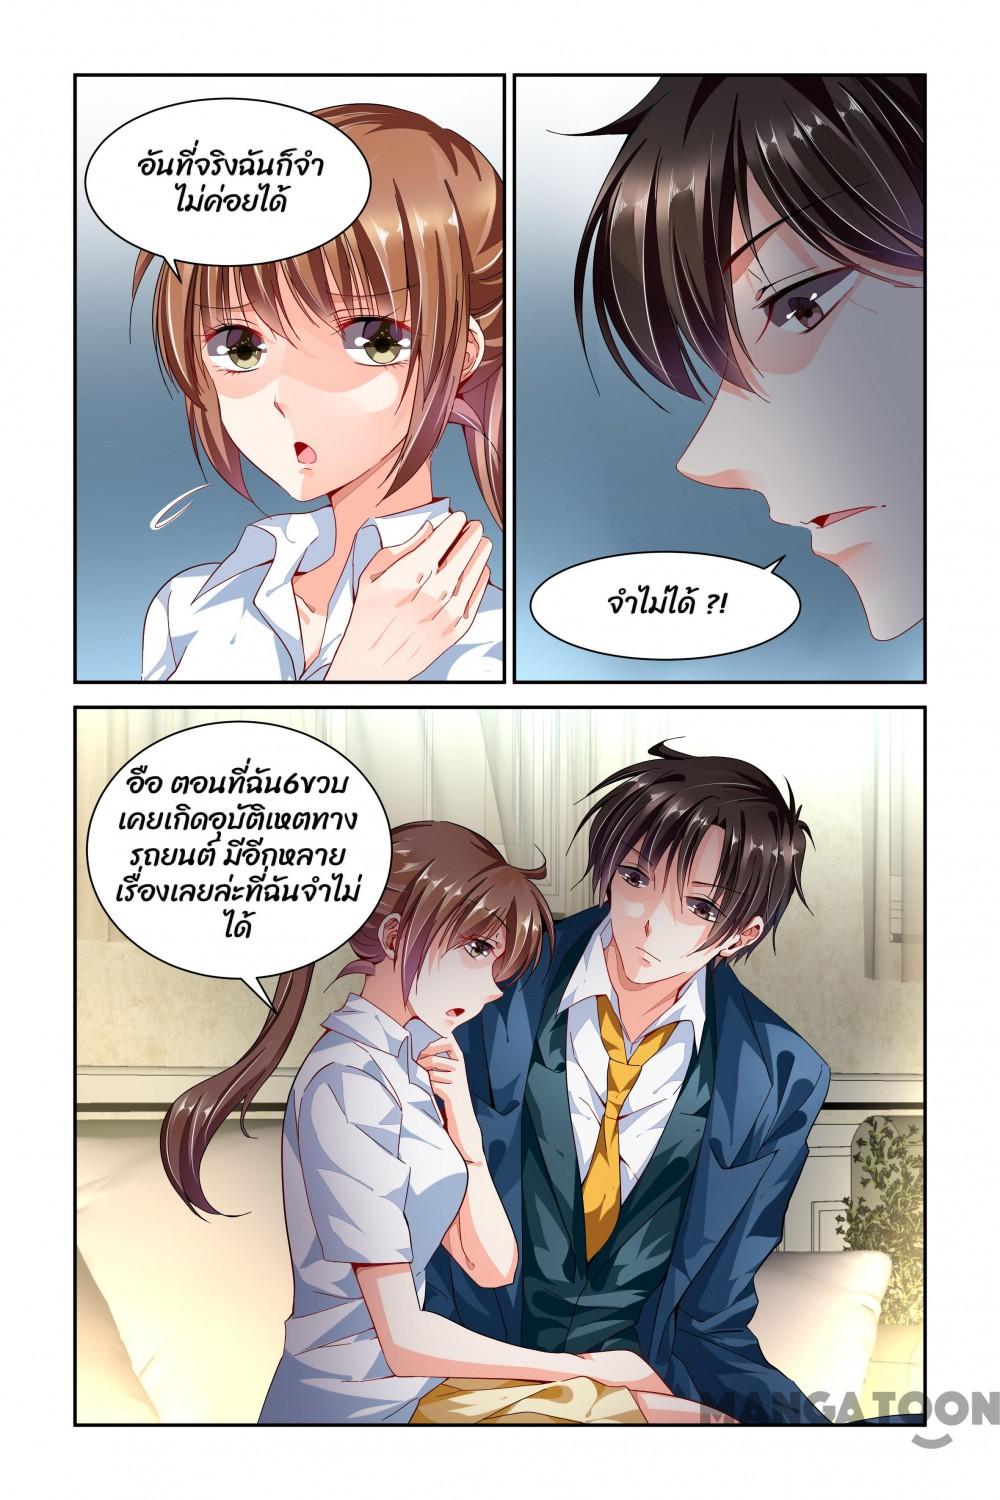 อันที่จริงฉันก็จำ
ไม่ค่อยได้
จำไม่ได้ ?!
อือ ตอนที่ฉัน6ขวบ
เคยเกิดอุบัติเหตทาง
รถยนต์ มีอีกหลาย
เรื่องเลยล่ะที่ฉันจำไม่
ได้
MANGATOON